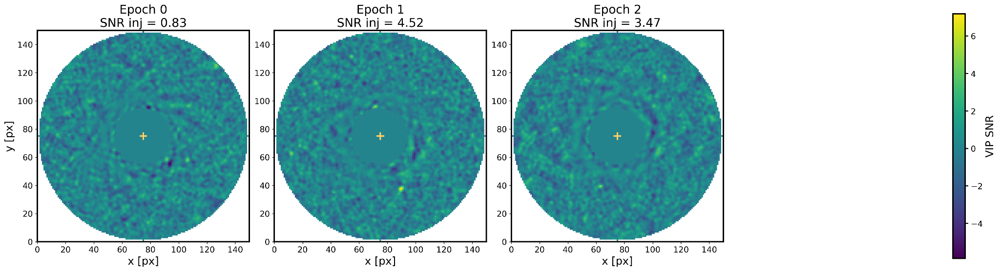 Epoch 0
SNR inj = 0.83
Epoch 1
SNR inj = 4.52
Epoch 2
SNR inj = 3.47
y [px]
140
120
100
80
60
40
20
0
0 20 40 60 80 100 120 140
x [px]
140
120
100
80
60
40
20
0
0 20 40 60 80 100 120 140
x [px]
140
120
100
80
60
40
20
0
0 20 40 60 80 100 120 140
x [px]
6
4
2
0
−2
−4
VIP SNR